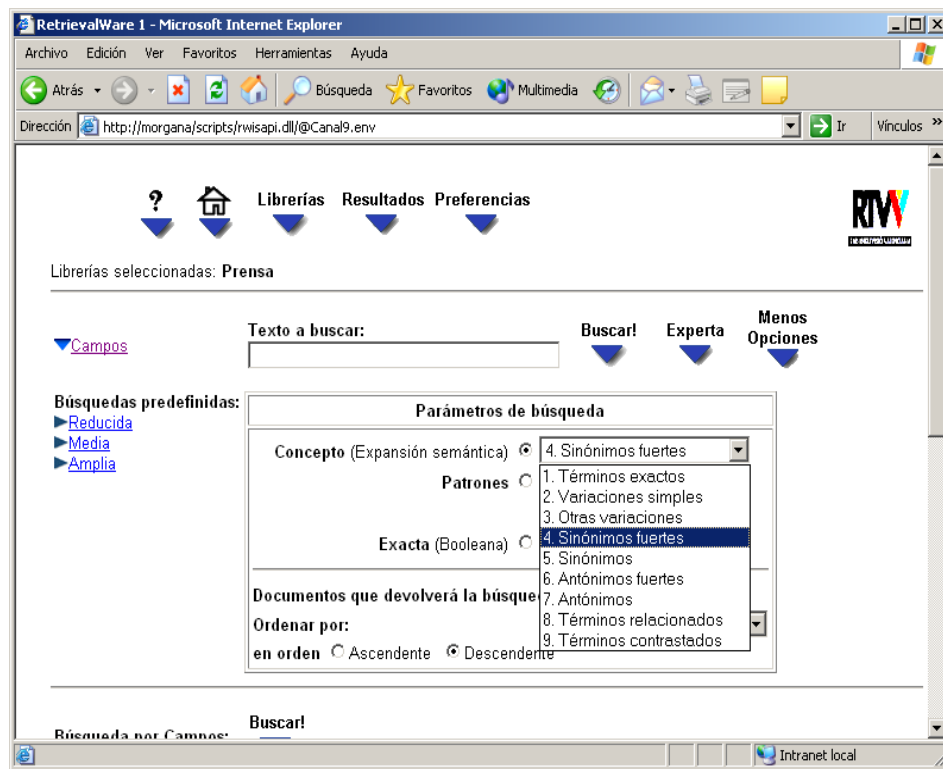 RetrievalWare 1 - Microsoft Internet Explorer
Archivo Edición Ver Favoritos Herramientas Ayuda
Atrás Búsqueda Favoritos Multimedia
Dirección http://morgana/scripts/rwisapi.dll/@Canal9.env Ir Vínculos »
? Librerías Resultados Preferencias
RTVV
Librerías seleccionadas: Prensa
Menos
Texto a buscar: Buscar! Experta Opciones
Campos
Búsquedas predefinidas: Parámetros de búsqueda
Reducida
Media Concepto (Expansión semántica) 4. Sinónimos fuertes
Amplia
Patrones 1. Términos exactos
2. Variaciones simples
3. Otras variaciones
Exacta (Booleana) 4. Sinónimos fuertes
5. Sinónimos
6. Antónimos fuertes
Documentos que devolverá la búsque 7. Antónimos
Ordenar por: 8. Términos relacionados
9. Términos contrastados
en orden Ascendente Descendente
Buscar!
Búsqueda por Campos:
Intranet local